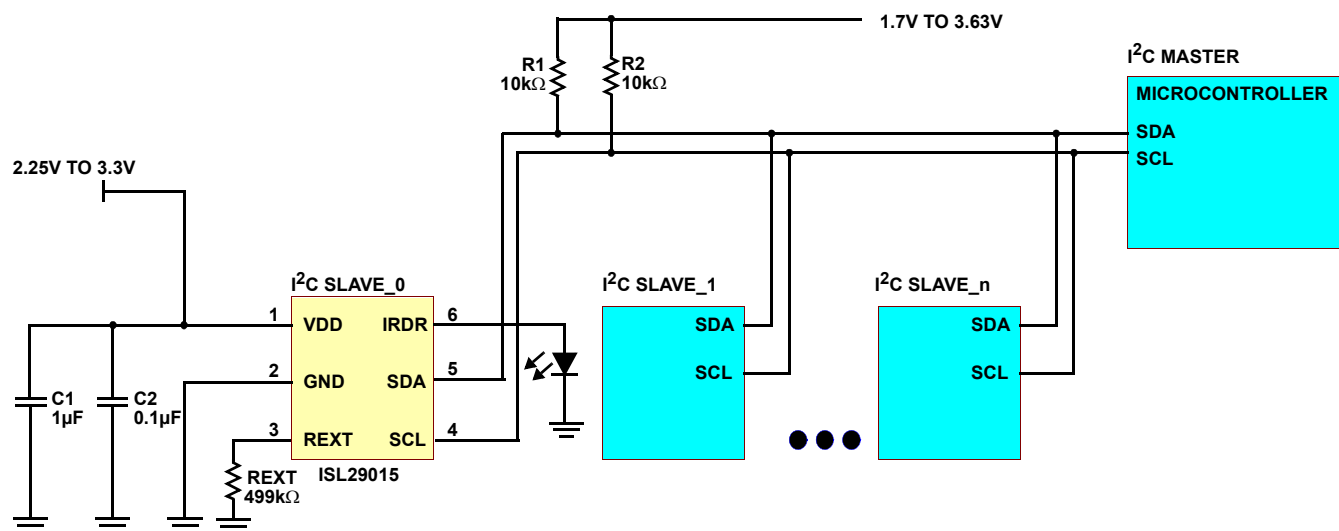 1.7V TO 3.63V
R1
10kΩ
R2
10kΩ
I²C MASTER
MICROCONTROLLER
SDA
SCL
2.25V TO 3.3V
I²C SLAVE_0
1
VDD
IRDR
6
2
GND
SDA
5
3
REXT
SCL
4
ISL29015
C1
1µF
C2
0.1µF
REXT
499kΩ
I²C SLAVE_1
SDA
SCL
I²C SLAVE_n
SDA
SCL